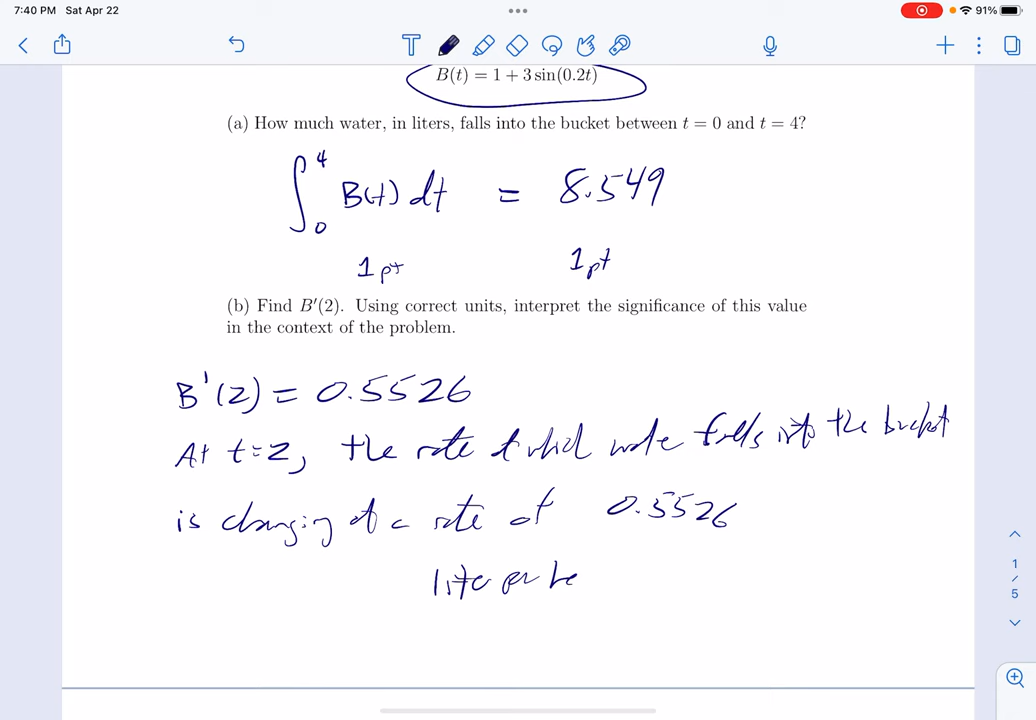 7:40 PM Sat Apr 22
91%
B(t) = 1 + 3 sin(0.2t)
(a) How much water, in liters, falls into the bucket between t = 0 and t = 4?
∫₀⁴ B(t) dt = 8.549
1 pt 1 pt
(b) Find B′(2). Using correct units, interpret the significance of this value
in the context of the problem.
B'(2) = 0.5526
At t=2, the rate at which water falls into the bucket
is changing at a rate of 0.5526
liter per
1
/
5